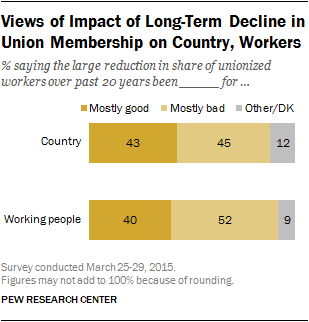 Views of Impact of Long-Term Decline in
Union Membership on Country, Workers
% saying the large reduction in share of unionized
workers over past 20 years been_____ for ...
Mostly good Mostly bad Other/DK
Country 43 45 12
Working people 40 52 9
Survey conducted March 25-29, 2015.
Figures may not add to 100% because of rounding.
PEW RESEARCH CENTER